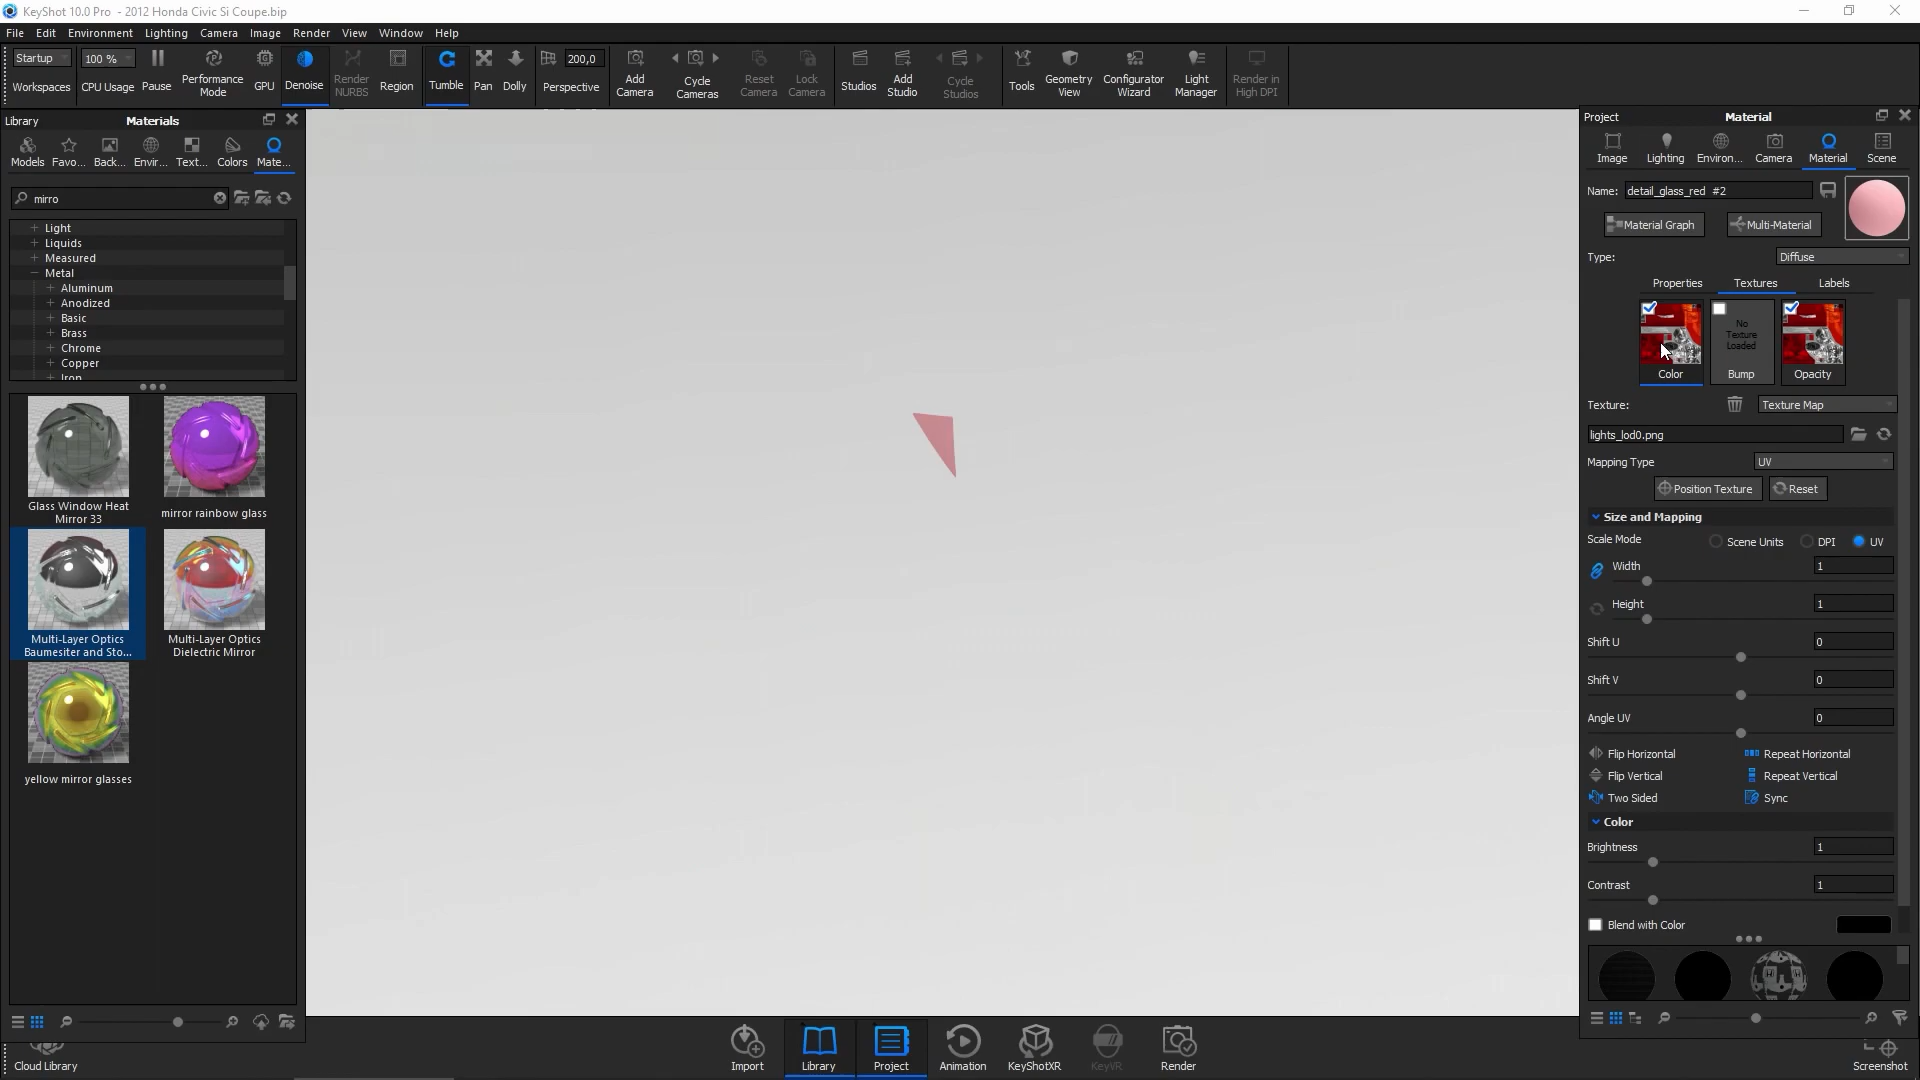 KeyShot 10.0 Pro - 2012 Honda Civic Si Coupe.bip
File Edit Environment Lighting Camera Image Render View Window Help
Startup 100 % 200,0
Workspaces CPU Usage Pause Performance Mode GPU Denoise Render NURBS Region Tumble Pan Dolly Perspective Add Camera Cycle Cameras Reset Camera Lock Camera Studios Add Studio Cycle Studios Tools Geometry View Configurator Wizard Light Manager Render in High DPI
Library Materials
Models Favo... Back... Envir... Text... Colors Mate...
mirro
Light
Liquids
Measured
Metal
Aluminum
Anodized
Basic
Brass
Chrome
Copper
Iron
Glass Window Heat
Mirror 33
mirror rainbow glass
Multi-Layer Optics
Baumesiter and Sto...
Multi-Layer Optics
Dielectric Mirror
yellow mirror glasses
Cloud Library
Import Library Project Animation KeyShotXR KeyVR Render Screenshot
Project Material
Image Lighting Environ... Camera Material Scene
Name: detail_glass_red #2
Material Graph Multi-Material
Type: Diffuse
Properties Textures Labels
No
Texture
Loaded
Color Bump Opacity
Texture: Texture Map
lights_lod0.png
Mapping Type UV
Position Texture Reset
Size and Mapping
Scale Mode Scene Units DPI UV
Width 1
Height 1
Shift U 0
Shift V 0
Angle UV 0
Flip Horizontal Repeat Horizontal
Flip Vertical Repeat Vertical
Two Sided Sync
Color
Brightness 1
Contrast 1
Blend with Color